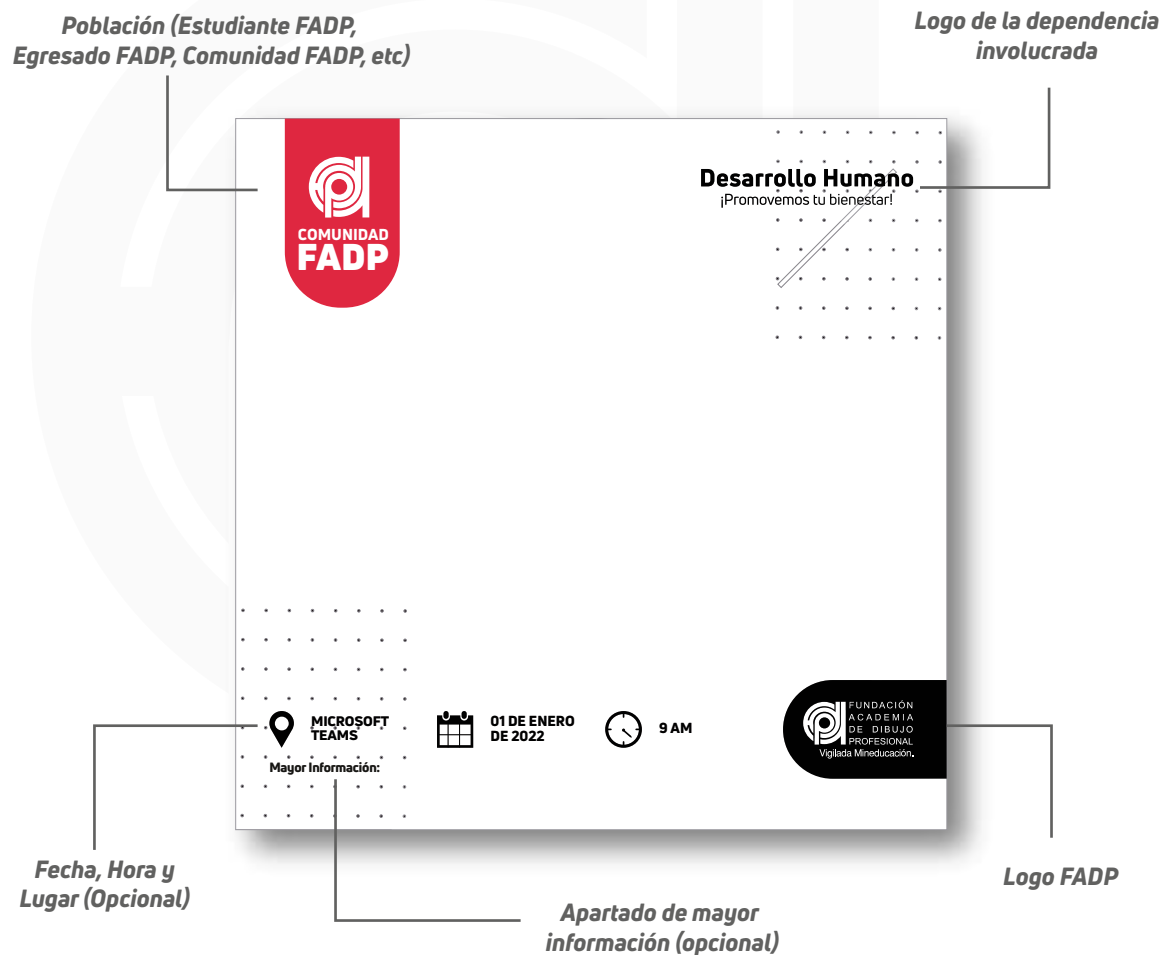 Población (Estudiante FADP,
Egresado FADP, Comunidad FADP, etc)
Logo de la dependencia
involucrada
COMUNIDAD
FADP
Desarrollo Humano
¡Promovemos tu bienestar!
MICROSOFT
TEAMS
01 DE ENERO
DE 2022
9 AM
Mayor Información:
FUNDACIÓN
ACADEMIA
DE DIBUJO
PROFESIONAL
Vigilada Mineducación.
Fecha, Hora y
Lugar (Opcional)
Apartado de mayor
información (opcional)
Logo FADP